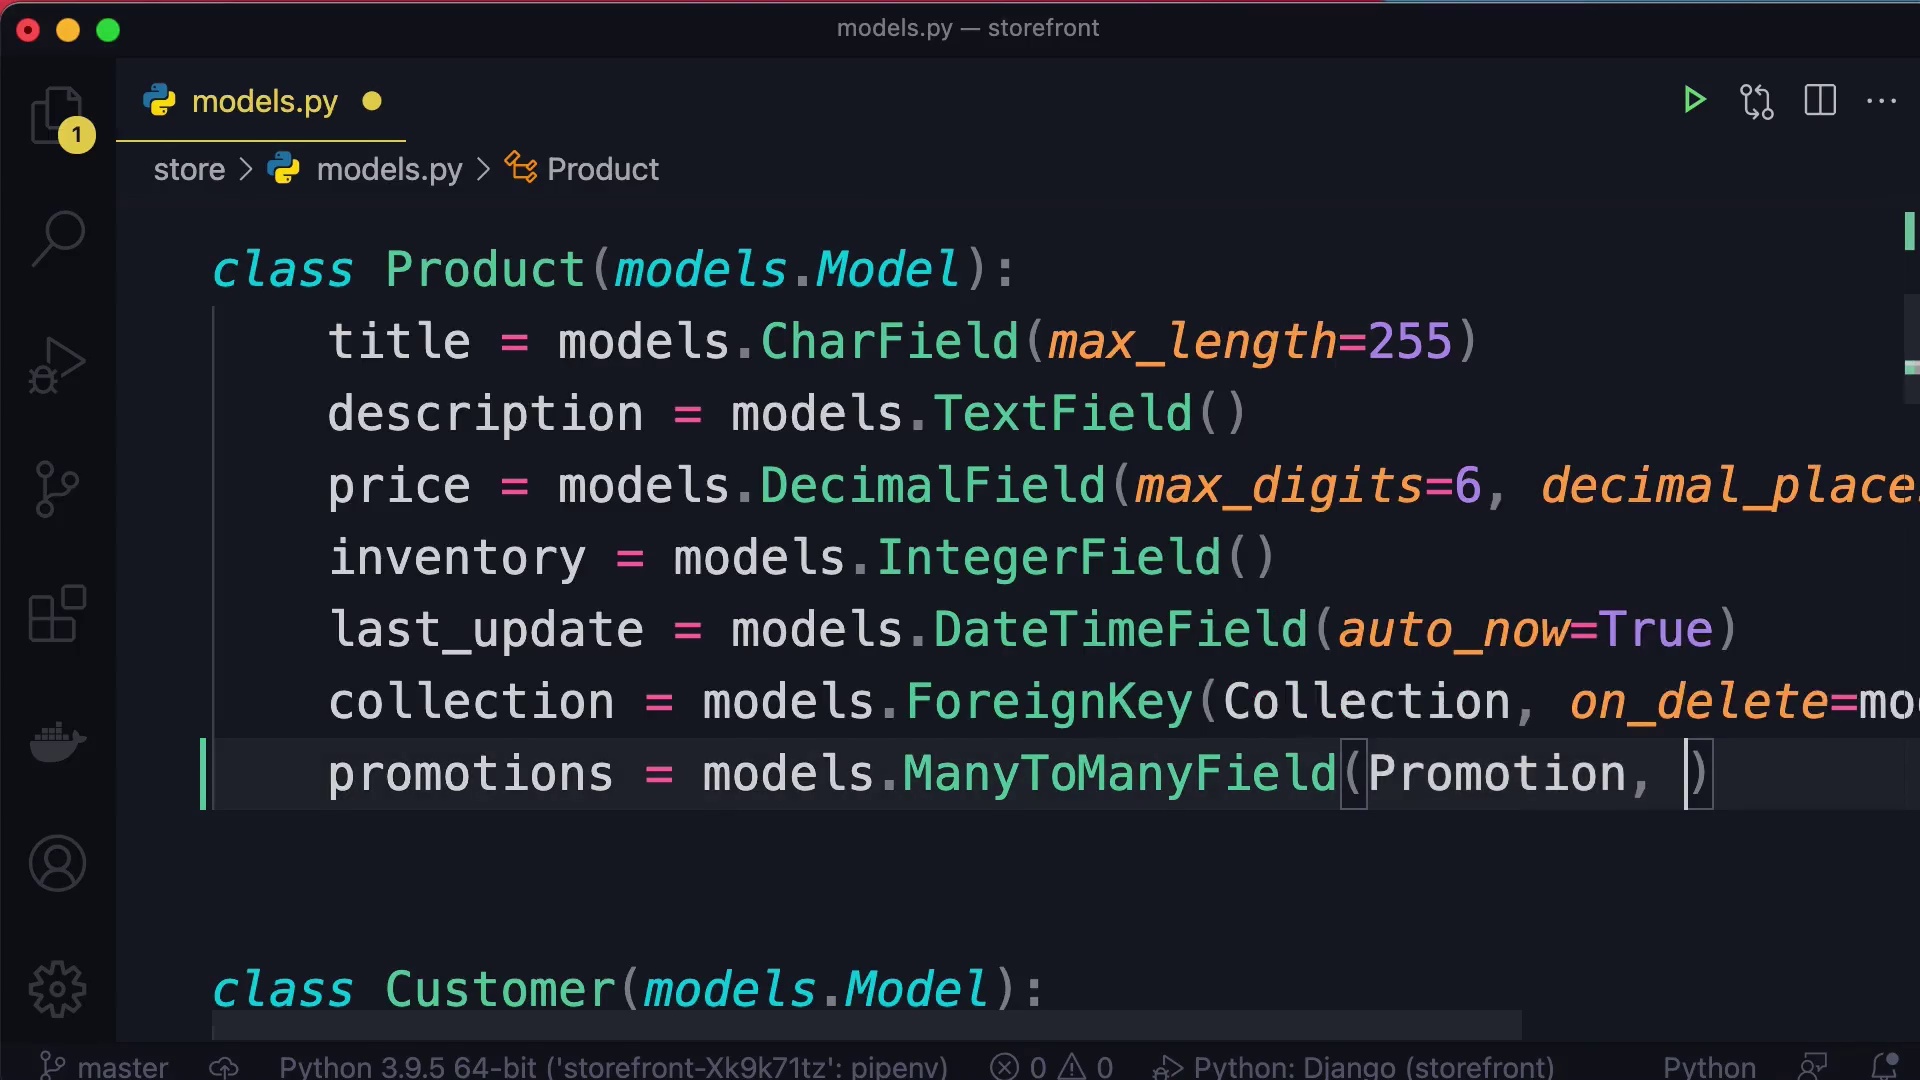 models.py — storefront
models.py
1
store > models.py > Product
class Product(models.Model):
title = models.CharField(max_length=255)
description = models.TextField()
price = models.DecimalField(max_digits=6, decimal_place
inventory = models.IntegerField()
last_update = models.DateTimeField(auto_now=True)
collection = models.ForeignKey(Collection, on_delete=mo
promotions = models.ManyToManyField(Promotion, )
class Customer(models.Model):
master Python 3.9.5 64-bit ('storefront-Xk9k71tz': pipenv) 0 0 Python: Django (storefront) Python